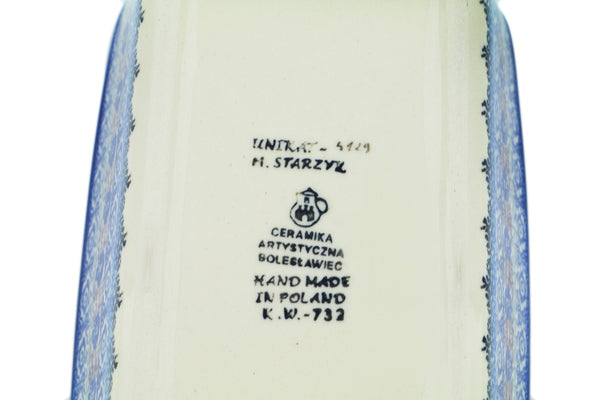 UNIKAT - 4129
M. STARZYK
CERAMIKA
ARTYSTYCZNA
BOLESŁAWIEC
HAND MADE
IN POLAND
K.W.-732